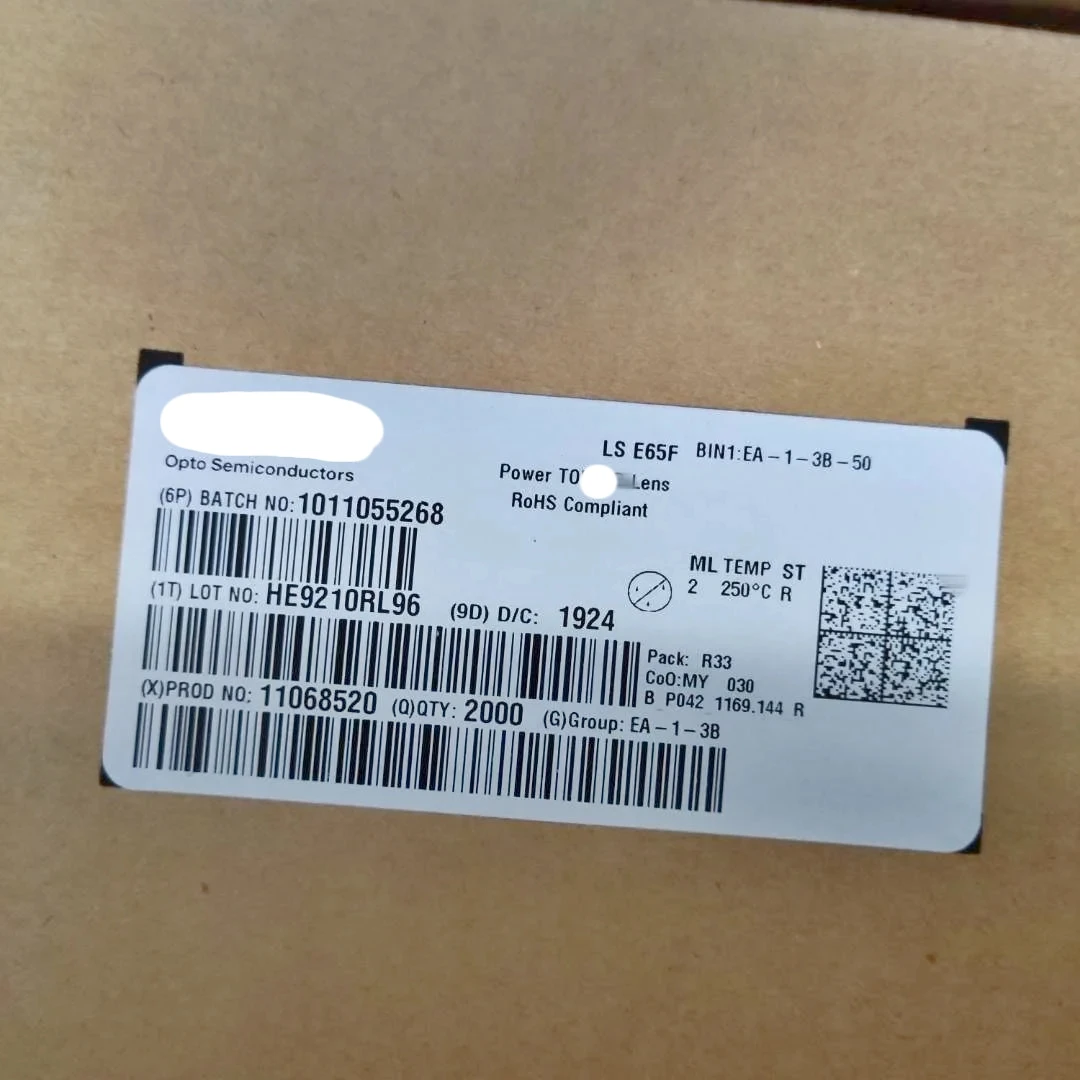 Opto Semiconductors
LS E65F BIN1:EA-1-3B-50
Power TO Lens
RoHS Compliant
(6P) BATCH NO: 1011055268
ML TEMP ST
2 250°C R
(1T) LOT NO: HE9210RL96 (9D) D/C: 1924
Pack: R33
CoO:MY 030
B_P042_1169.144 R
(X)PROD NO: 11068520 (Q)QTY: 2000 (G)Group: EA-1-3B